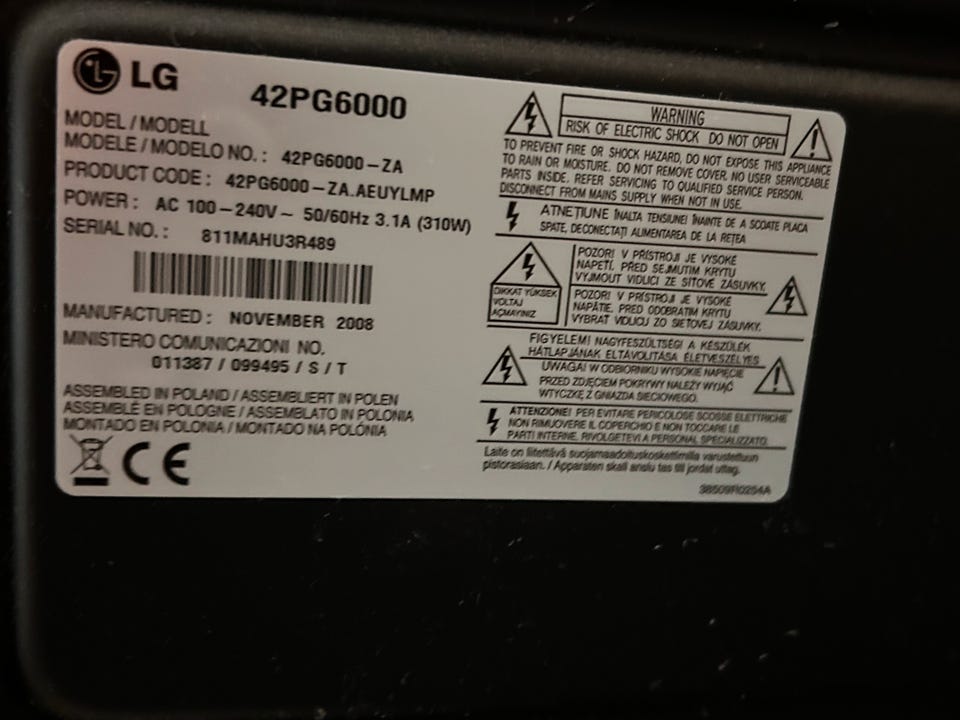 LG
42PG6000
MODEL / MODELL
MODELE / MODELO NO. : 42PG6000-ZA
PRODUCT CODE : 42PG6000-ZA.AEUYLMP
POWER : AC 100-240V~ 50/60Hz 3.1A (310W)
SERIAL NO. : 811MAHU3R489
MANUFACTURED : NOVEMBER 2008
MINISTERO COMUNICAZIONI NO.
011387 / 099495 / S / T
ASSEMBLED IN POLAND / ASSEMBLIERT IN POLEN
ASSEMBLÉ EN POLOGNE / ASSEMBLATO IN POLONIA
MONTADO EN POLONIA / MONTADO NA POLÓNIA
CE
WARNING
RISK OF ELECTRIC SHOCK DO NOT OPEN
TO PREVENT FIRE OR SHOCK HAZARD, DO NOT EXPOSE THIS APPLIANCE
TO RAIN OR MOISTURE. DO NOT REMOVE COVER. NO USER SERVICEABLE
PARTS INSIDE. REFER SERVICING TO QUALIFIED SERVICE PERSON.
DISCONNECT FROM MAINS SUPPLY WHEN NOT IN USE.
ATNEŢIUNE ÎNALTA TENSIUNE! ÎNAINTE DE A SCOATE PLACA
SPATE, DECONECTAŢI ALIMENTAREA DE LA REŢEA
DIKKAT YÜKSEK
VOLTAJ
AÇMAYINIZ
POZOR! V PŘÍSTROJI JE VYSOKÉ
NAPĚTÍ. PŘED SEJMUTÍM KRYTU
VYJMOUT VIDLICI ZE SÍŤOVÉ ZÁSUVKY.
POZOR! V PRÍSTROJI JE VYSOKÉ
NAPÄTIE. PRED ODOBRATÍM KRYTU
VYBRAŤ VIDLICU ZO SIEŤOVEJ ZÁSUVKY.
FIGYELEM! NAGYFESZÜLTSÉG! A KÉSZÜLÉK
HÁTLAPJÁNAK ELTÁVOLÍTÁSA ÉLETVESZÉLYES
UWAGA! W ODBIORNIKU WYSOKIE NAPIĘCIE
PRZED ZDJĘCIEM POKRYWY NALEŻY WYJĄĆ
WTYCZKĘ Z GNIAZDA SIECIOWEGO.
ATTENZIONE! PER EVITARE PERICOLOSE SCOSSE ELETTRICHE
NON RIMUOVERE IL COPERCHIO E NON TOCCARE LE
PARTI INTERNE. RIVOLGETEVI A PERSONAL SPECIALIZZATO.
Laite on liitettävä suojamaadoituskoskettimilla varustettuun
pistorasiaan. / Apparaten skall anslu tas till jordat uttag.
38509R0254A